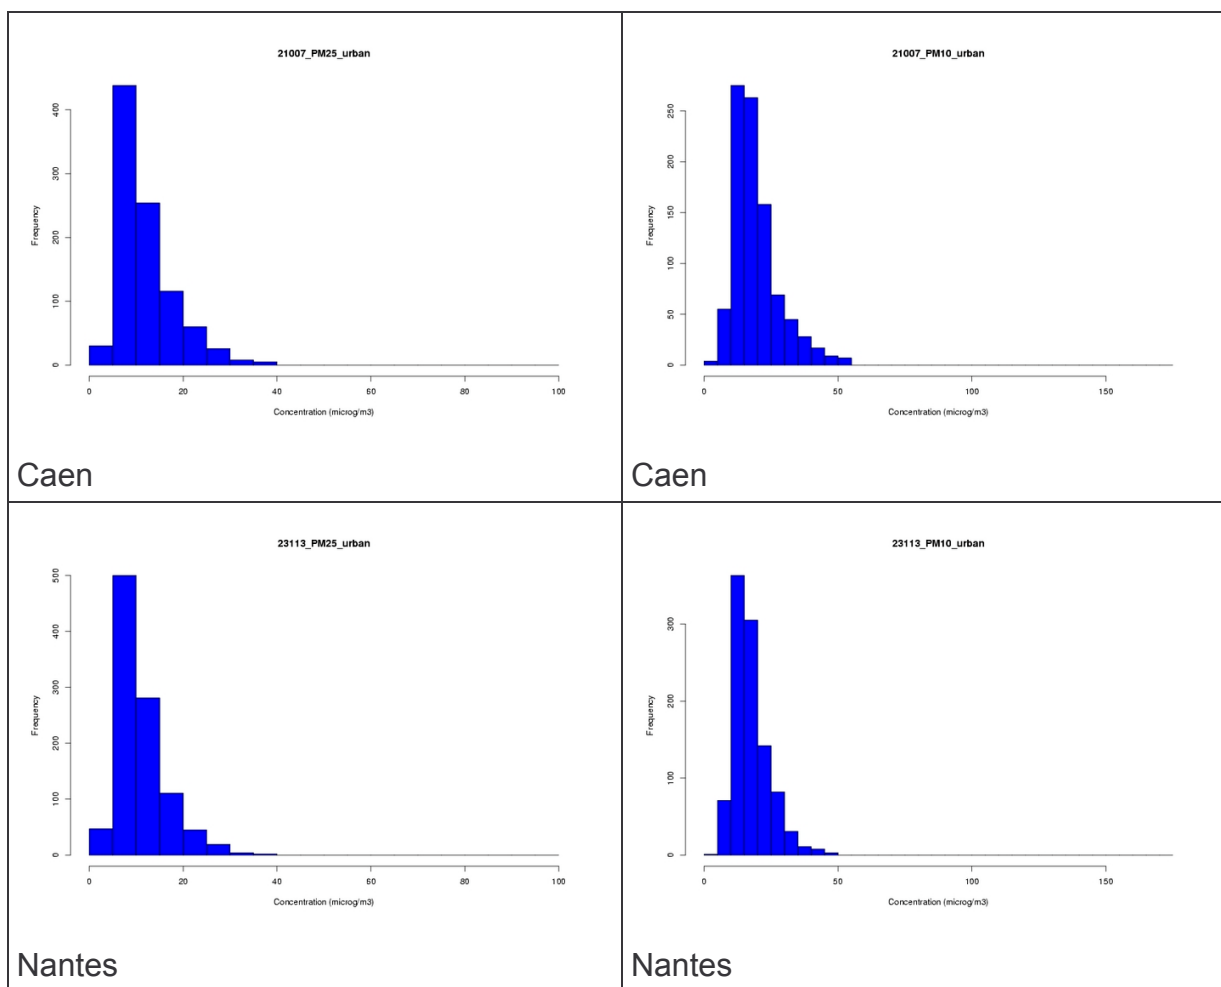 21007_PM25_urban
Frequency
400
300
200
100
0
0 20 40 60 80 100
Concentration (microg/m3)
Caen
21007_PM10_urban
Frequency
250
200
150
100
50
0
0 50 100 150
Concentration (microg/m3)
Caen
23113_PM25_urban
Frequency
500
400
300
200
100
0
0 20 40 60 80 100
Concentration (microg/m3)
Nantes
23113_PM10_urban
Frequency
300
200
100
0
0 50 100 150
Concentration (microg/m3)
Nantes